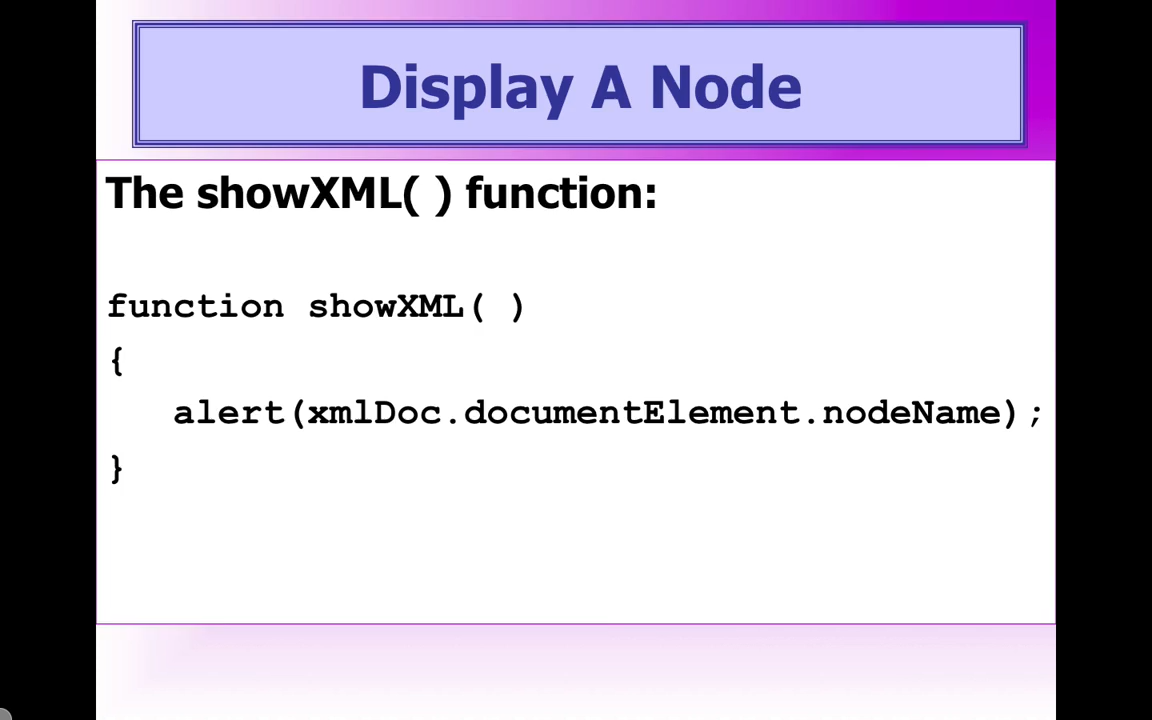 Display A Node
The showXML( ) function:
function showXML( )
{
alert(xmlDoc.documentElement.nodeName);
}